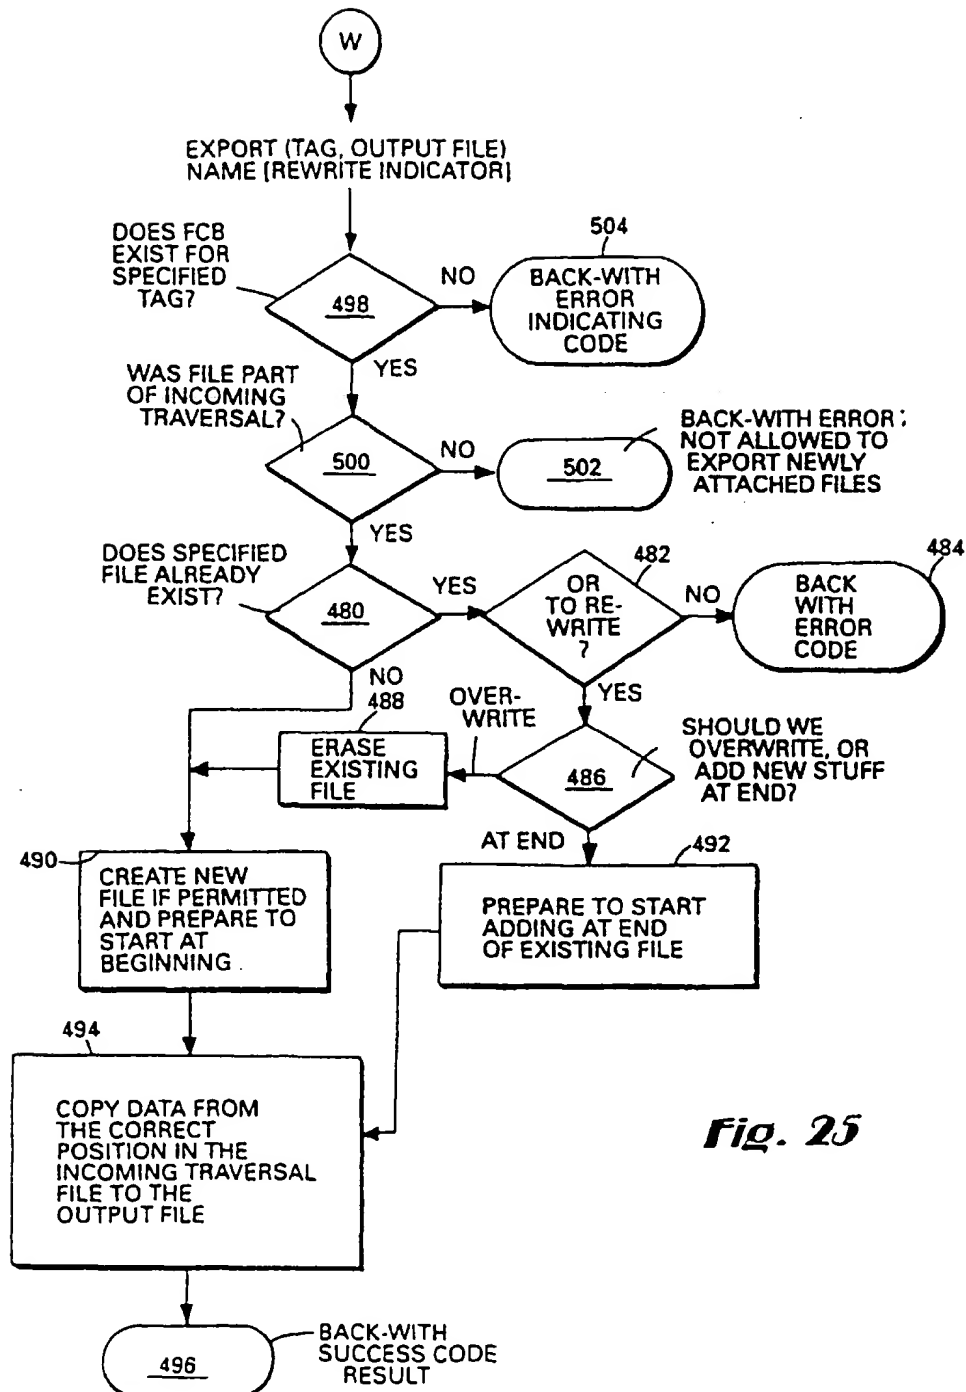 W
EXPORT (TAG, OUTPUT FILE)
NAME [REWRITE INDICATOR]
DOES FCB
EXIST FOR
SPECIFIED
TAG?
498
NO
504
BACK-WITH
ERROR
INDICATING
CODE
YES
WAS FILE PART
OF INCOMING
TRAVERSAL?
500
NO
502
BACK-WITH ERROR:
NOT ALLOWED TO
EXPORT NEWLY
ATTACHED FILES
YES
DOES SPECIFIED
FILE ALREADY
EXIST?
480
YES
482
OR
TO RE-
WRITE
?
NO
484
BACK
WITH
ERROR
CODE
NO
488
ERASE
EXISTING
FILE
OVER-
WRITE
YES
486
SHOULD WE
OVERWRITE, OR
ADD NEW STUFF
AT END?
AT END
492
PREPARE TO START
ADDING AT END
OF EXISTING FILE
490
CREATE NEW
FILE IF PERMITTED
AND PREPARE TO
START AT
BEGINNING.
494
COPY DATA FROM
THE CORRECT
POSITION IN THE
INCOMING TRAVERSAL
FILE TO THE
OUTPUT FILE
Fig. 25
496
BACK-WITH
SUCCESS CODE
RESULT